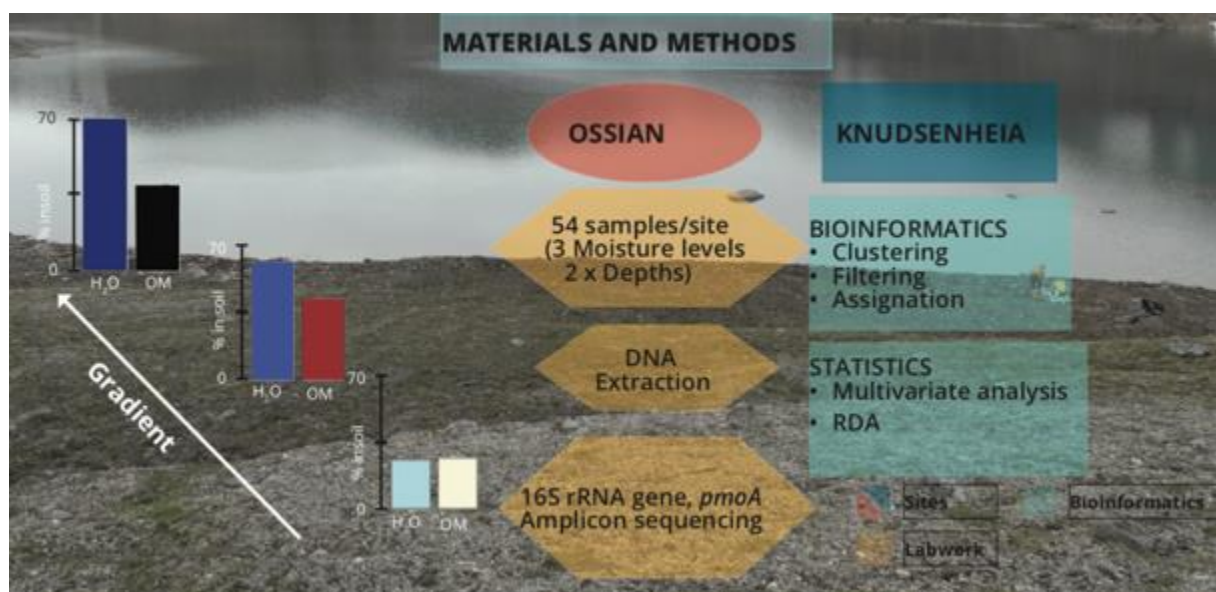 MATERIALS AND METHODS
OSSIAN
KNUDSENHEIA
54 samples/site
(3 Moisture levels
2 x Depths)
DNA
Extraction
16S rRNA gene, pmoA
Amplicon sequencing
BIOINFORMATICS
• Clustering
• Filtering
• Assignation
STATISTICS
• Multivariate analysis
• RDA
Sites
Bioinformatics
Labwork
70
% in soil
0
H₂O
OM
70
% in soil
0
H₂O
OM
70
% in soil
0
H₂O
OM
Gradient